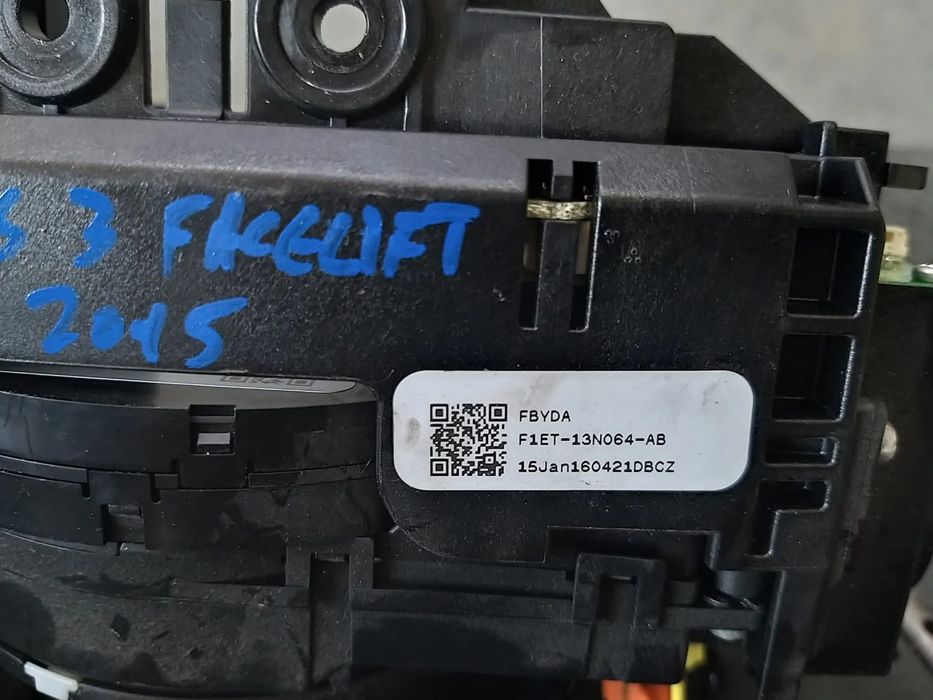 3 FACELIFT
2015
FBYDA
F1ET-13N064-AB
15Jan160421DBCZ